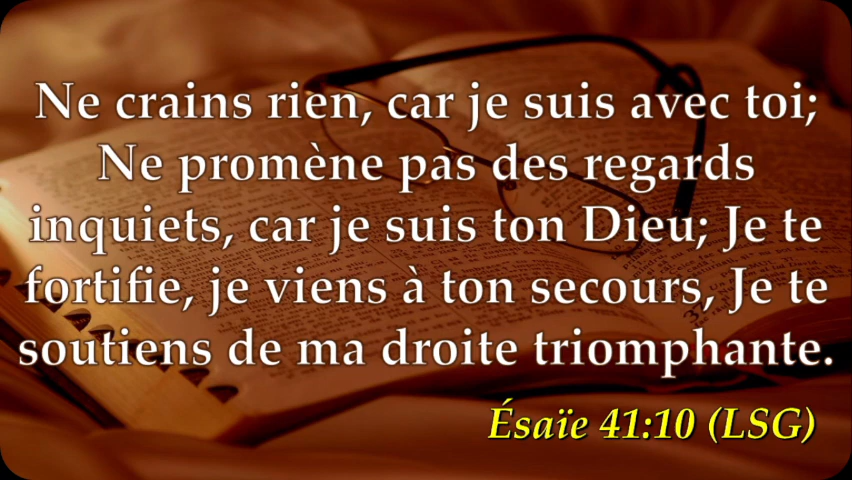 Ne crains rien, car je suis avec toi;
Ne promène pas des regards
inquiets, car je suis ton Dieu; Je te
fortifie, je viens à ton secours, Je te
soutiens de ma droite triomphante.
Ésaïe 41:10 (LSG)